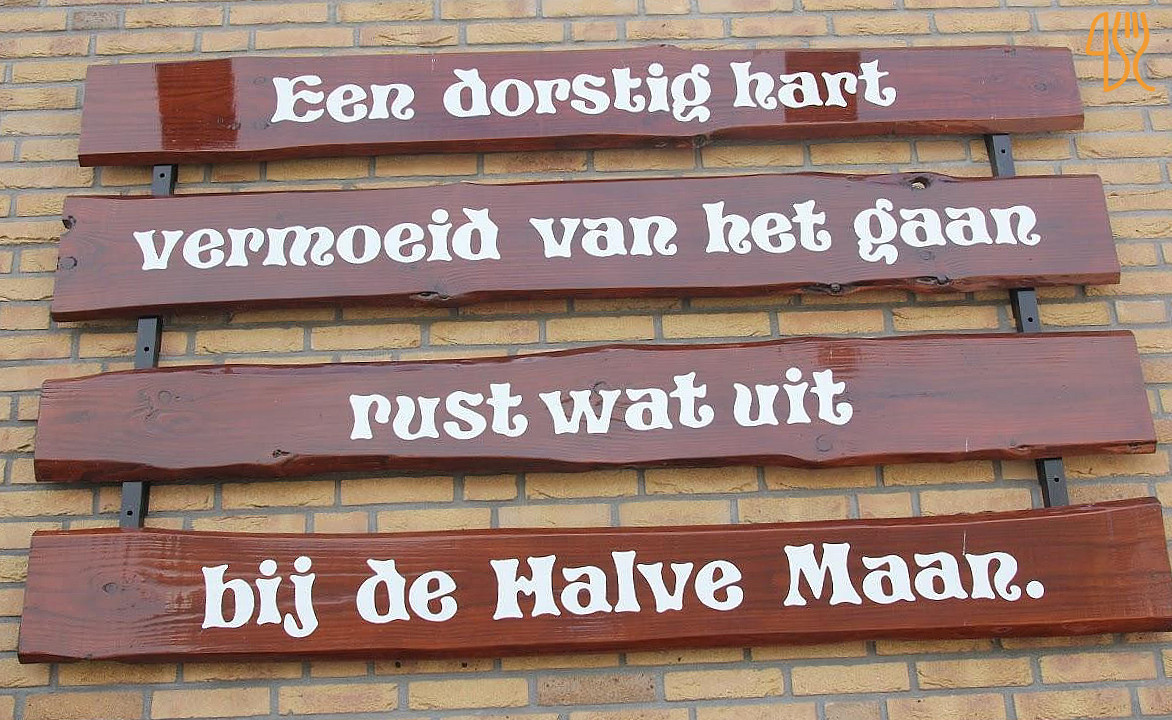 Een dorstig hart
vermoeid van het gaan
rust wat uit
bij de Halve Maan.